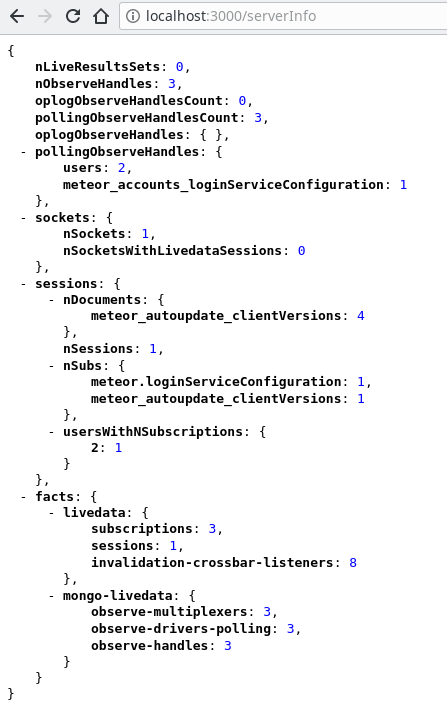 localhost:3000/serverInfo
{
nLiveResultsSets: 0,
nObserveHandles: 3,
oplogObserveHandlesCount: 0,
pollingObserveHandlesCount: 3,
oplogObserveHandles: { },
- pollingObserveHandles: {
users: 2,
meteor_accounts_loginServiceConfiguration: 1
},
- sockets: {
nSockets: 1,
nSocketsWithLivedataSessions: 0
},
- sessions: {
- nDocuments: {
meteor_autoupdate_clientVersions: 4
},
nSessions: 1,
- nSubs: {
meteor.loginServiceConfiguration: 1,
meteor_autoupdate_clientVersions: 1
},
- usersWithNSubscriptions: {
2: 1
}
},
- facts: {
- livedata: {
subscriptions: 3,
sessions: 1,
invalidation-crossbar-listeners: 8
},
- mongo-livedata: {
observe-multiplexers: 3,
observe-drivers-polling: 3,
observe-handles: 3
}
}
}